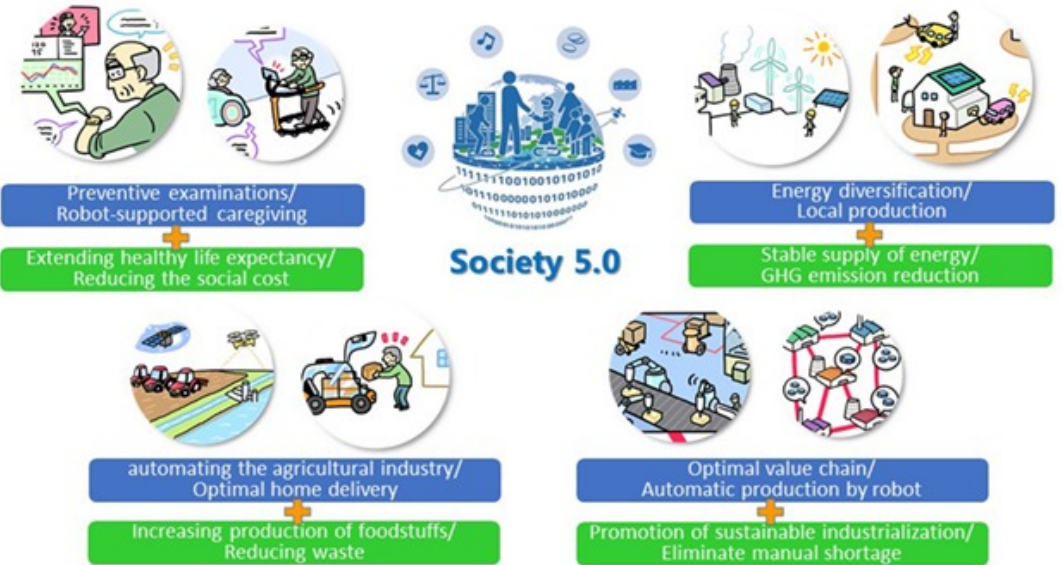 Preventive examinations/
Robot-supported caregiving
Extending healthy life expectancy/
Reducing the social cost
Society 5.0
Energy diversification/
Local production
Stable supply of energy/
GHG emission reduction
automating the agricultural industry/
Optimal home delivery
Increasing production of foodstuffs/
Reducing waste
Optimal value chain/
Automatic production by robot
Promotion of sustainable industrialization/
Eliminate manual shortage